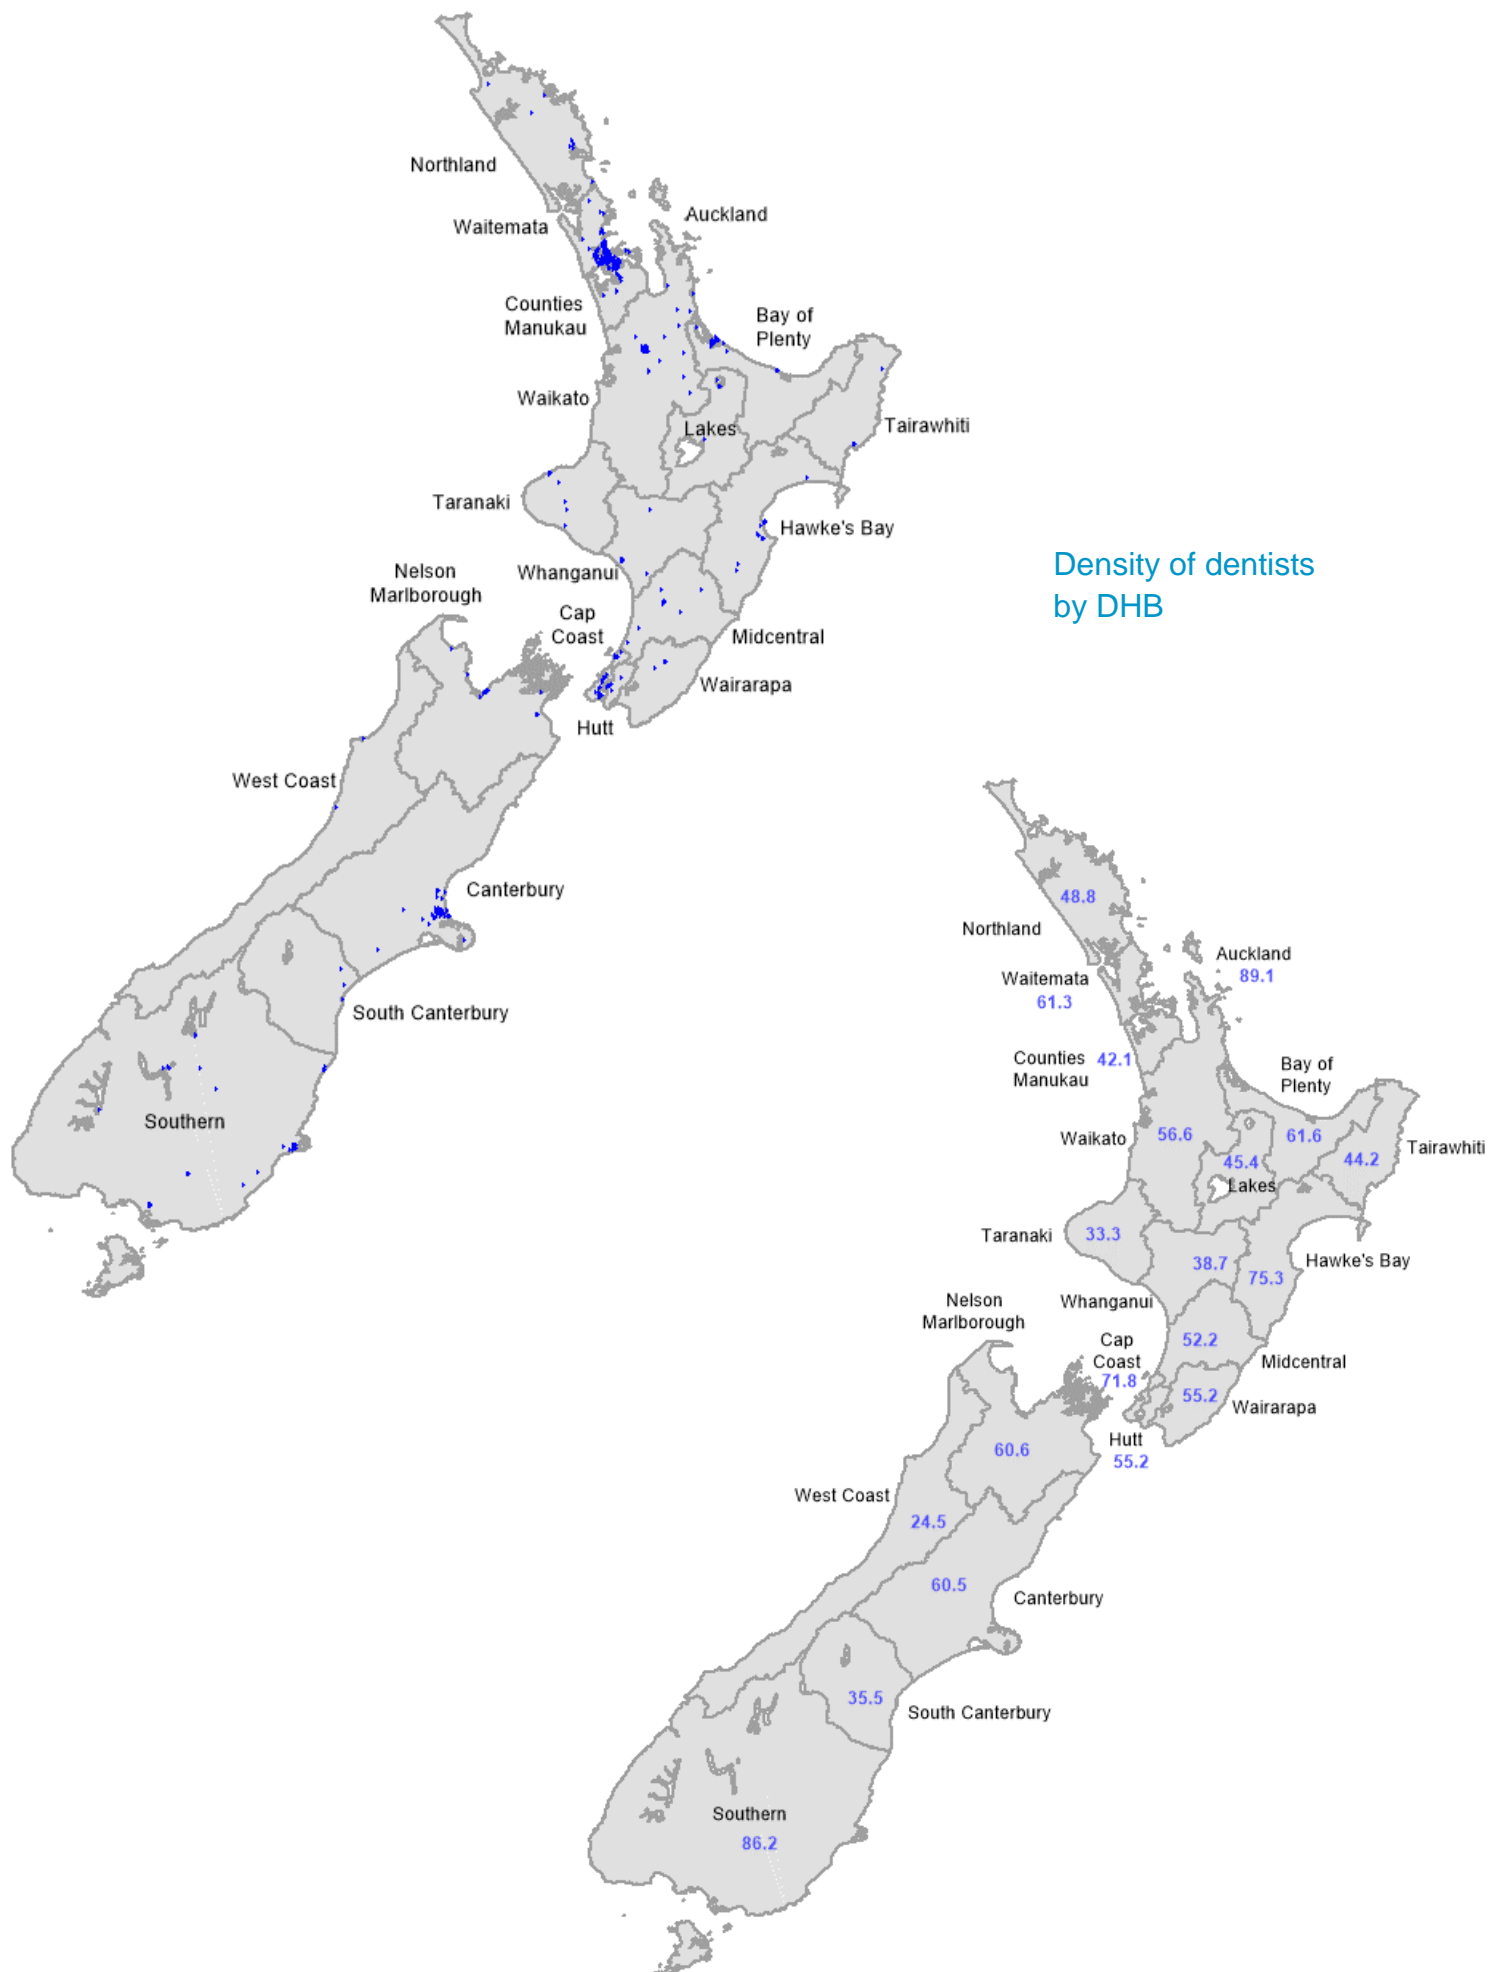 Northland
Waitemata
Auckland
Counties
Manukau
Bay of
Plenty
Waikato
Lakes
Tairawhiti
Taranaki
Hawke's Bay
Whanganui
Nelson
Marlborough
Cap
Coast
Midcentral
Wairarapa
Hutt
West Coast
Canterbury
South Canterbury
Southern
Density of dentists
by DHB
48.8
Northland
Auckland
89.1
Waitemata
61.3
Counties
Manukau
42.1
Bay of
Plenty
61.6
Waikato
56.6
45.4
Lakes
44.2
Tairawhiti
Taranaki
33.3
38.7
75.3
Hawke's Bay
Whanganui
Nelson
Marlborough
Cap
Coast
71.8
52.2
Midcentral
55.2
Wairarapa
Hutt
55.2
60.6
West Coast
24.5
60.5
Canterbury
35.5
South Canterbury
Southern
86.2